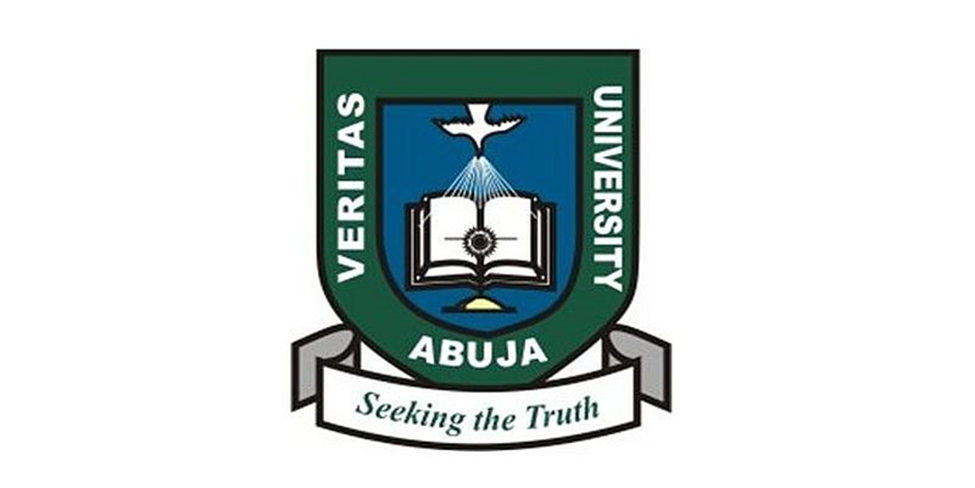 VERITAS
UNIVERSITY
ABUJA
Seeking the Truth